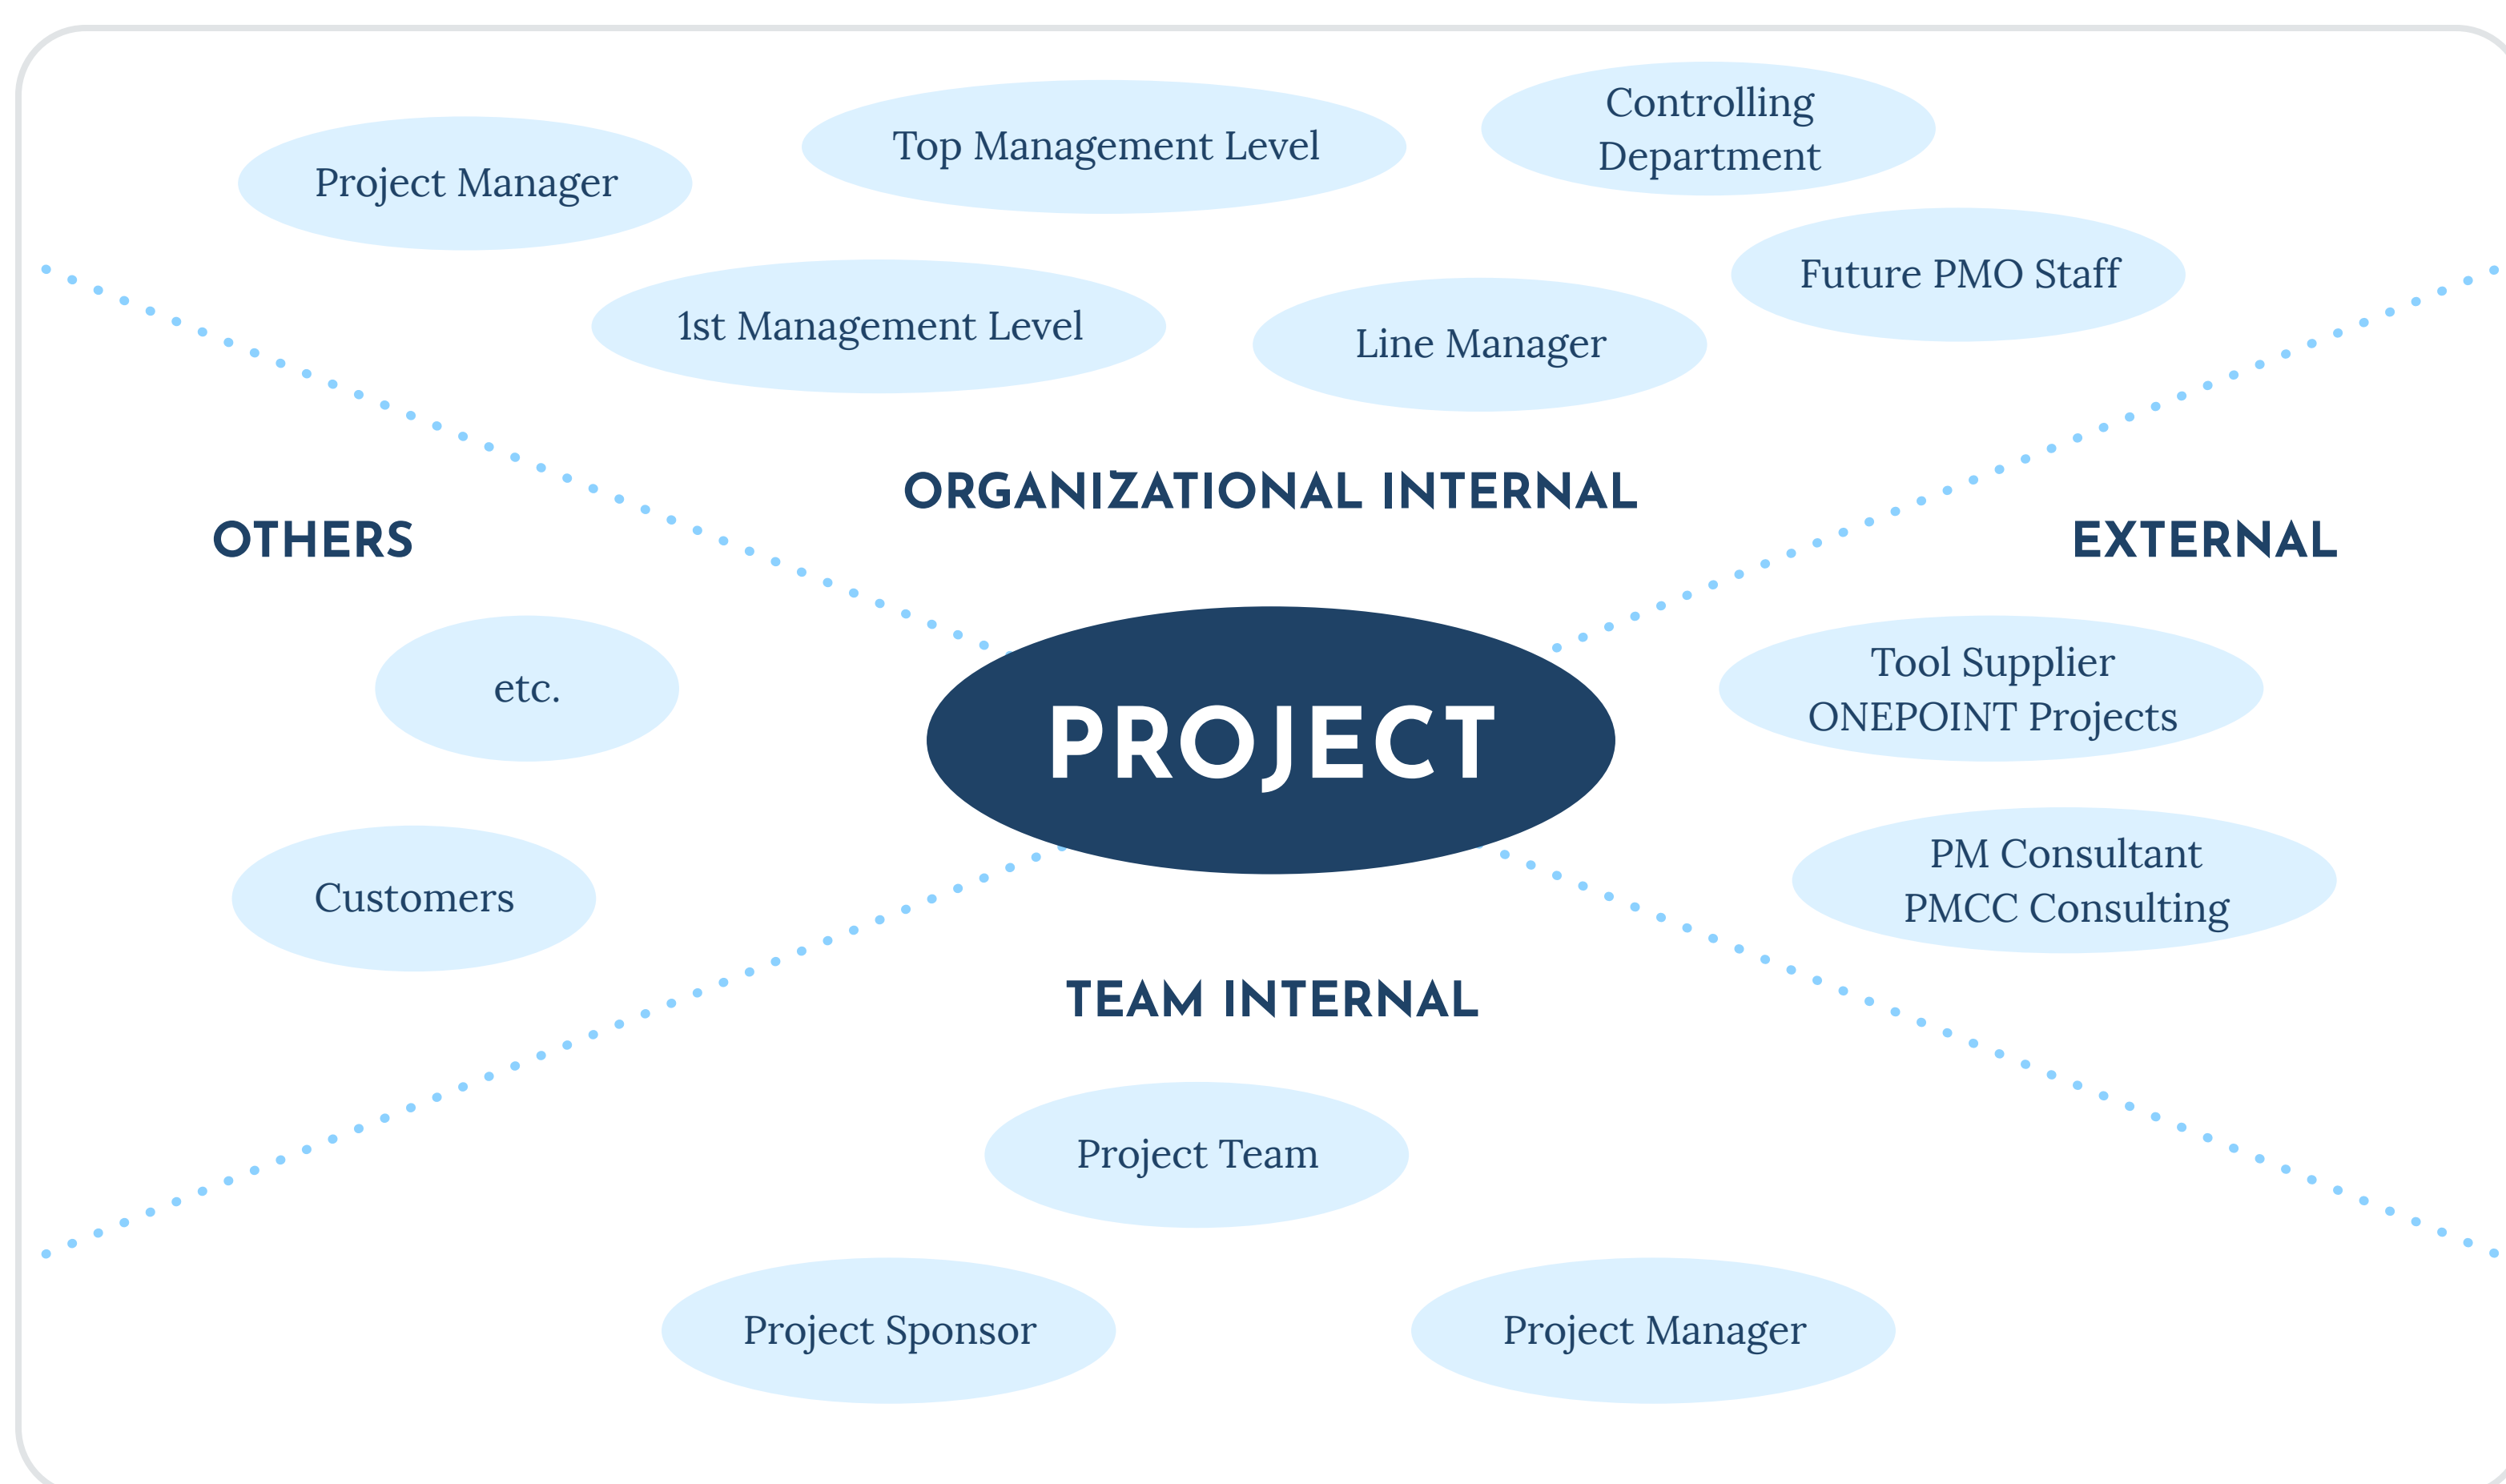 Project Manager
Top Management Level
Controlling
Department
1st Management Level
Line Manager
Future PMO Staff
ORGANIZATIONAL INTERNAL
OTHERS
etc.
Customers
PROJECT
EXTERNAL
Tool Supplier
ONEPOINT Projects
PM Consultant
PMCC Consulting
TEAM INTERNAL
Project Team
Project Sponsor
Project Manager